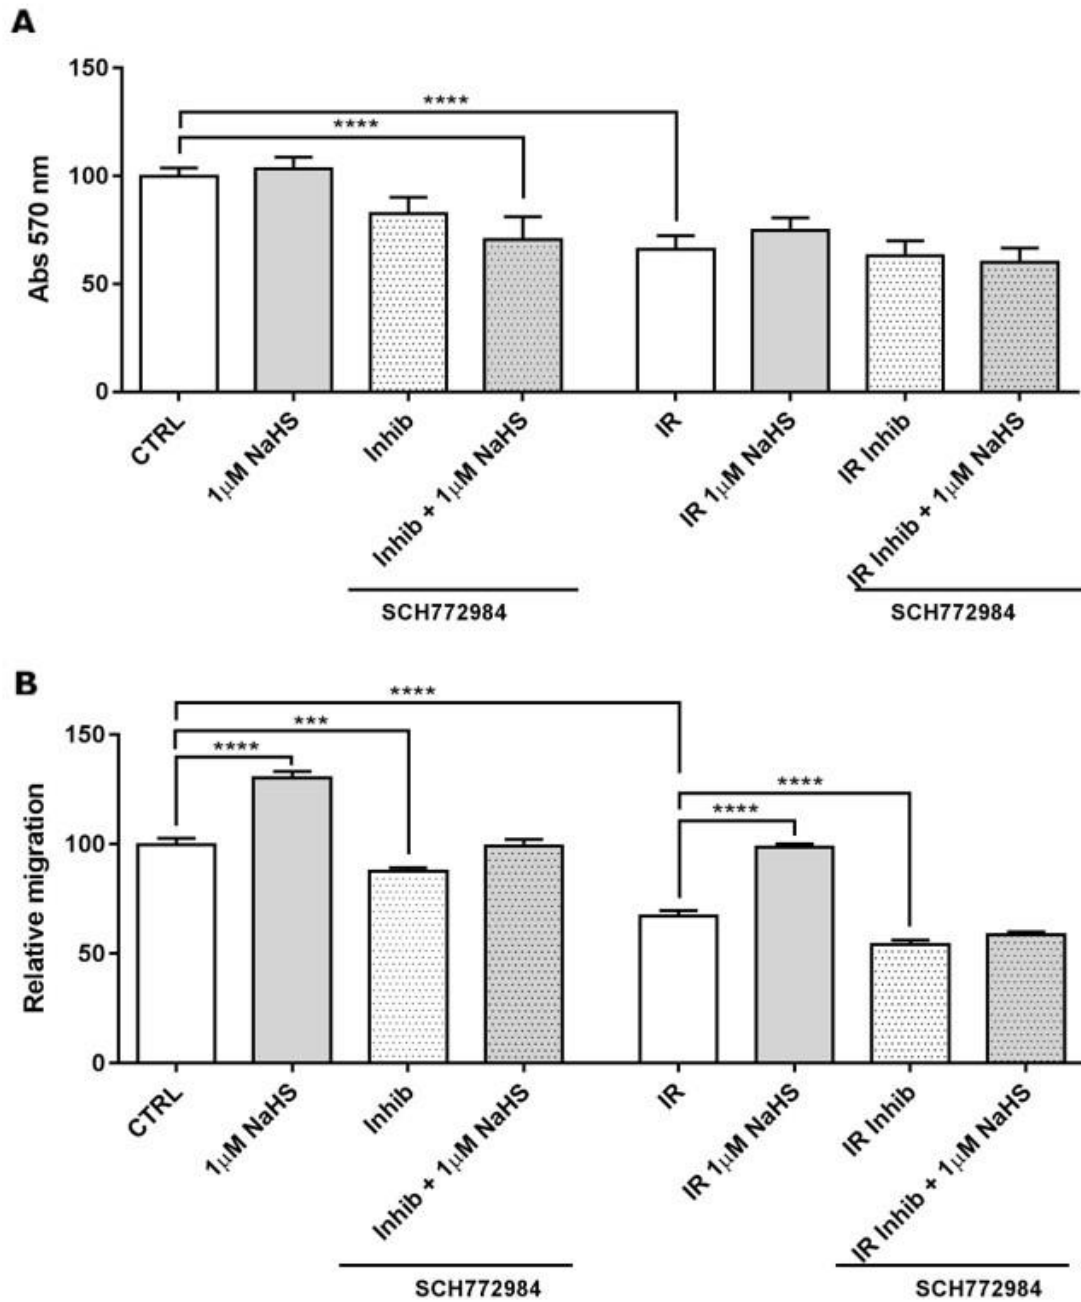 A
Abs 570 nm
150
100
50
0
****
****
CTRL
1μM NaHS
Inhib
Inhib + 1μM NaHS
IR
IR 1μM NaHS
IR Inhib
IR Inhib + 1μM NaHS
SCH772984
SCH772984
B
Relative migration
150
100
50
0
****
***
****
****
****
CTRL
1μM NaHS
Inhib
Inhib + 1μM NaHS
IR
IR 1μM NaHS
IR Inhib
IR Inhib + 1μM NaHS
SCH772984
SCH772984